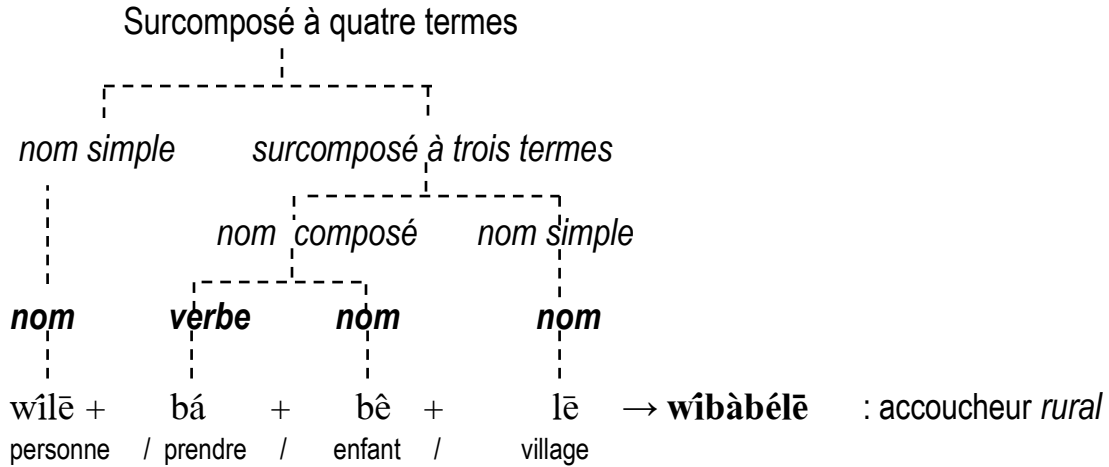 Surcomposé à quatre termes
nom simple surcomposé à trois termes
nom composé nom simple
nom verbe nom nom
wîlē + bá + bê + lē → wîbàbélē : accoucheur rural
personne / prendre / enfant / village